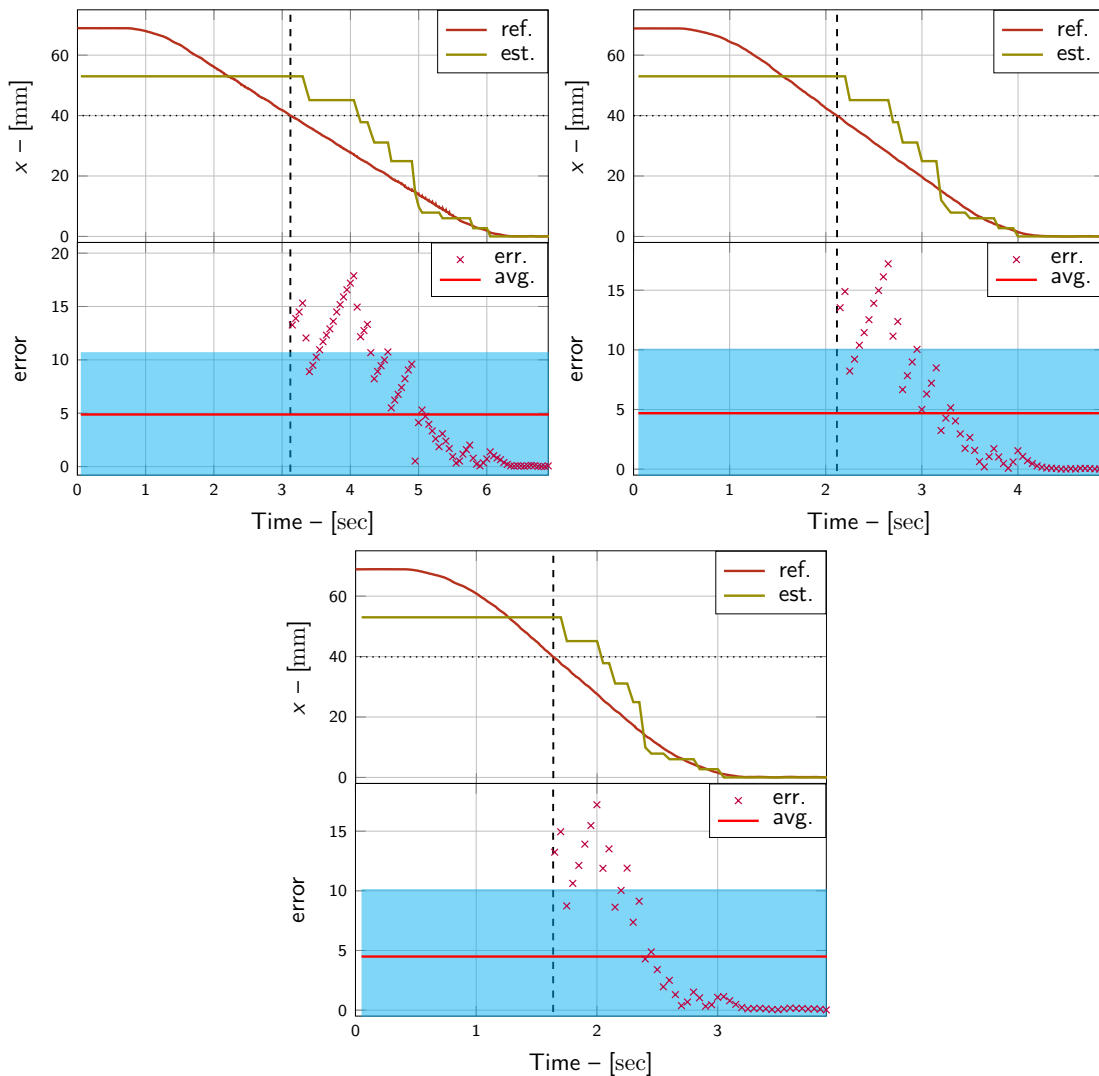 ref.
est.
60
40
20
0
x – [mm]
err.
avg.
20
15
10
5
0
error
0 1 2 3 4 5 6
Time – [sec]
ref.
est.
60
40
20
0
x – [mm]
err.
avg.
15
10
5
0
error
0 1 2 3 4
Time – [sec]
ref.
est.
60
40
20
0
x – [mm]
err.
avg.
15
10
5
0
error
0 1 2 3
Time – [sec]